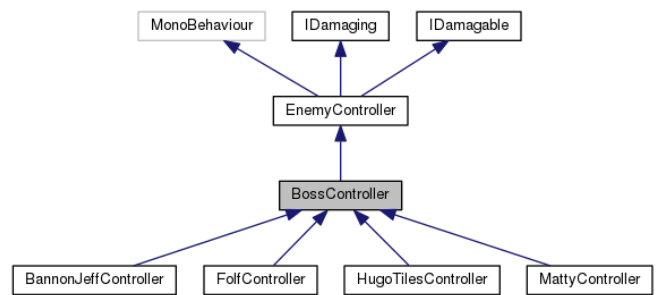 MonoBehaviour
IDamaging
IDamagable
EnemyController
BossController
BannonJeffController
FolfController
HugoTilesController
MattyController